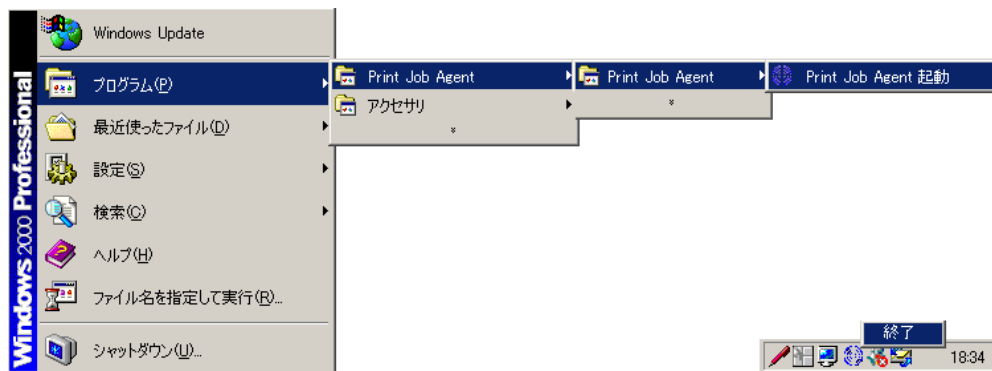 Windows 2000 Professional
Windows Update
プログラム(P)
最近使ったファイル(D)
設定(S)
検索(C)
ヘルプ(H)
ファイル名を指定して実行(R)...
シャットダウン(U)...
Print Job Agent
アクセサリ
Print Job Agent
Print Job Agent 起動
終了
18:34